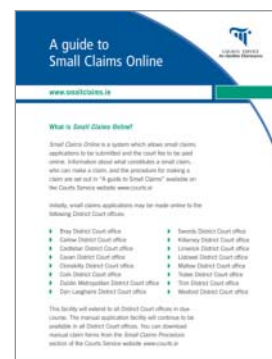 A guide to
Small Claims Online
COURTS SERVICE
An tSeirbhís Chúirteanna
www.smallclaims.ie
What is Small Claims Online?
Small Claims Online is a system which allows small claims
applications to be submitted and the court fee to be paid
online. Information about what constitutes a small claim,
who can make a claim, and the procedure for making a
claim are set out in "A guide to Small Claims" available on
the Courts Service website www.courts.ie
Initially, small claims applications may be made online to the
following District Court offices:
Bray District Court office
Carlow District Court office
Castlebar District Court office
Cavan District Court office
Clonakilty District Court office
Cork District Court office
Dublin Metropolitan District Court office
Dún Laoghaire District Court office
Swords District Court office
Killarney District Court office
Limerick District Court office
Listowel District Court office
Mallow District Court office
Tralee District Court office
Trim District Court office
Wexford District Court office
This facility will extend to all District Court offices in due
course. The manual application facility will continue to be
available in all District Court offices. You can download
manual claim forms from the Small Claims Procedure
section of the Courts Service website www.courts.ie